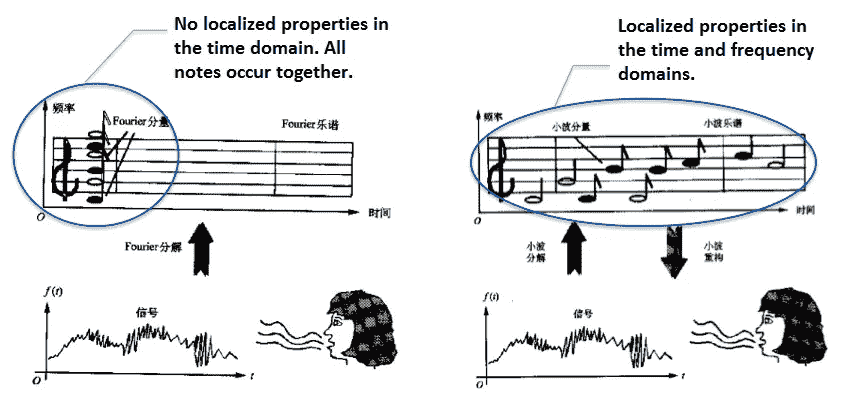 No localized properties in
the time domain. All
notes occur together.
频率
Fourier分量
Fourier乐谱
O
时间
Fourier分解
f(t)
信号
O
t
Localized properties in
the time and frequency
domains.
频率
小波分量
小波乐谱
O
时间
小波
分解
小波
重构
f(t)
信号
O
t